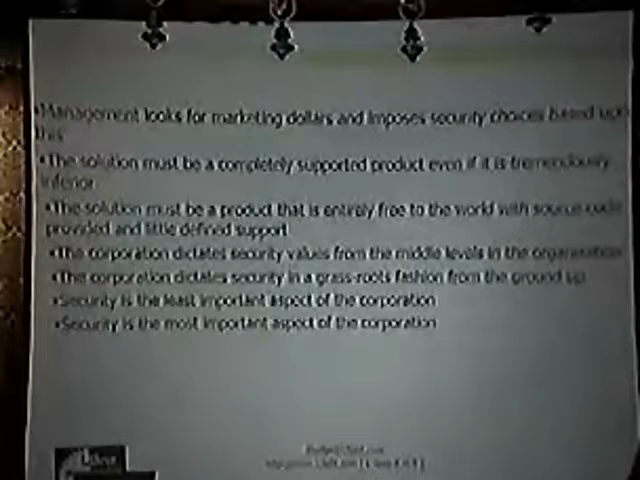 •Management looks for marketing dollars and imposes security choices based upon
this
•The solution must be a completely supported product even if it is tremendously
inferior
•The solution must be a product that is entirely free to the world with source code
provided and little defined support
•The corporation dictates security values from the middle levels in the organization
•The corporation dictates security in a grass-roots fashion from the ground up
•Security is the least important aspect of the corporation
•Security is the most important aspect of the corporation